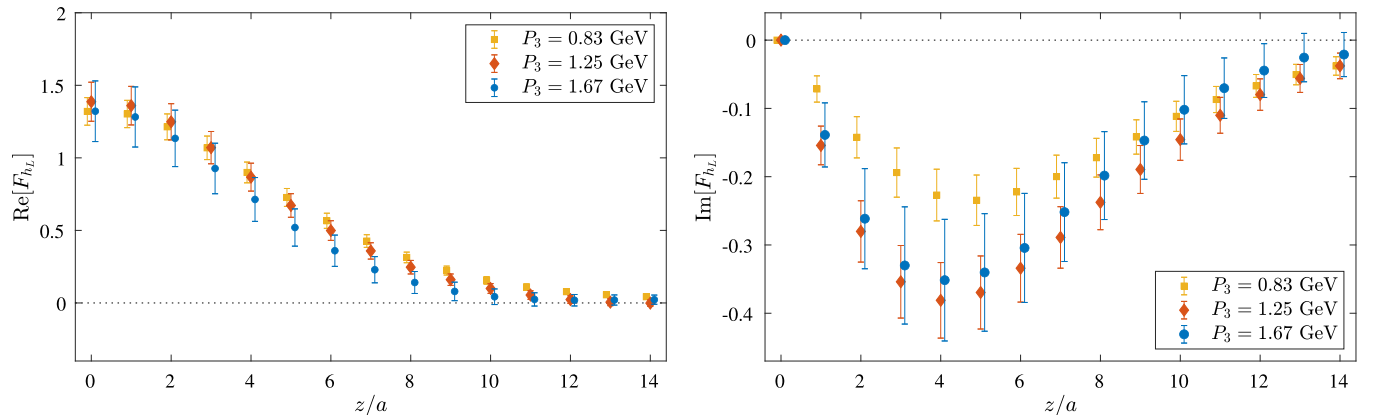 2
1.5
1
0.5
0
Re[F_{h_L}]
0 2 4 6 8 10 12 14
z/a
P_3 = 0.83 GeV
P_3 = 1.25 GeV
P_3 = 1.67 GeV
0
-0.1
-0.2
-0.3
-0.4
Im[F_{h_L}]
0 2 4 6 8 10 12 14
z/a
P_3 = 0.83 GeV
P_3 = 1.25 GeV
P_3 = 1.67 GeV